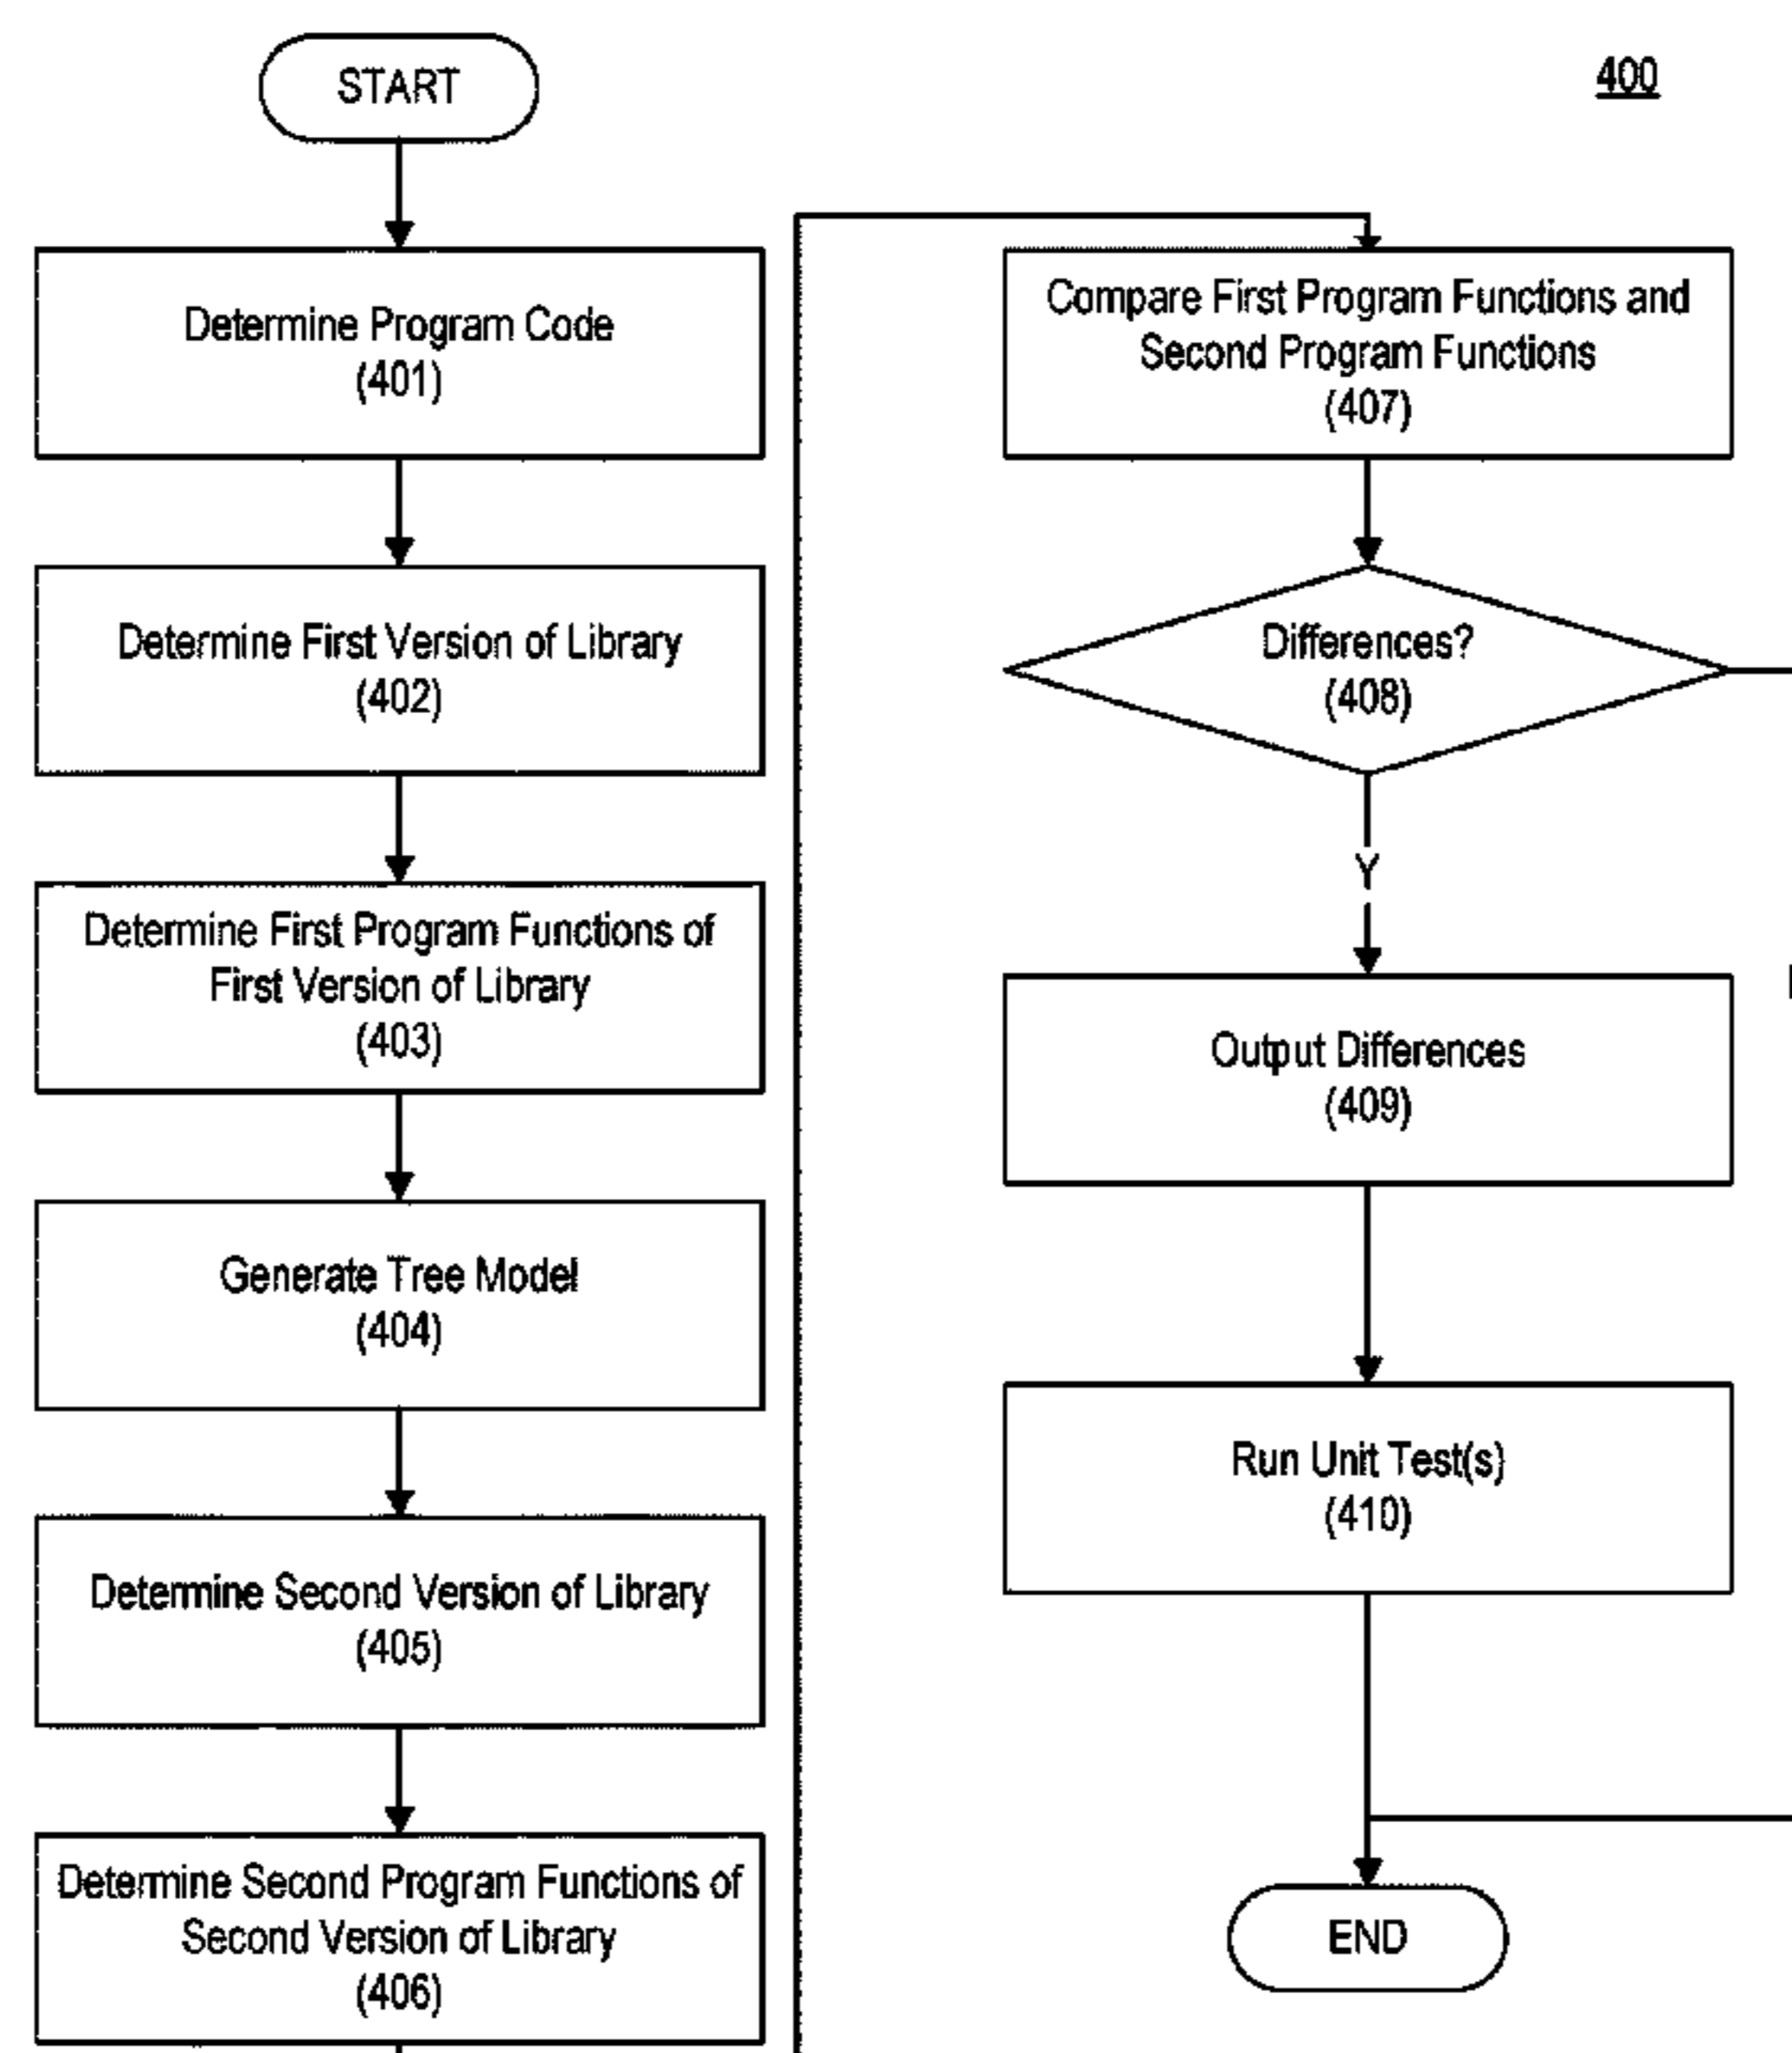 START
400
Determine Program Code
(401)
Determine First Version of Library
(402)
Determine First Program Functions of
First Version of Library
(403)
Generate Tree Model
(404)
Determine Second Version of Library
(405)
Determine Second Program Functions of
Second Version of Library
(406)
Compare First Program Functions and
Second Program Functions
(407)
Differences?
(408)
Y
Output Differences
(409)
Run Unit Test(s)
(410)
END